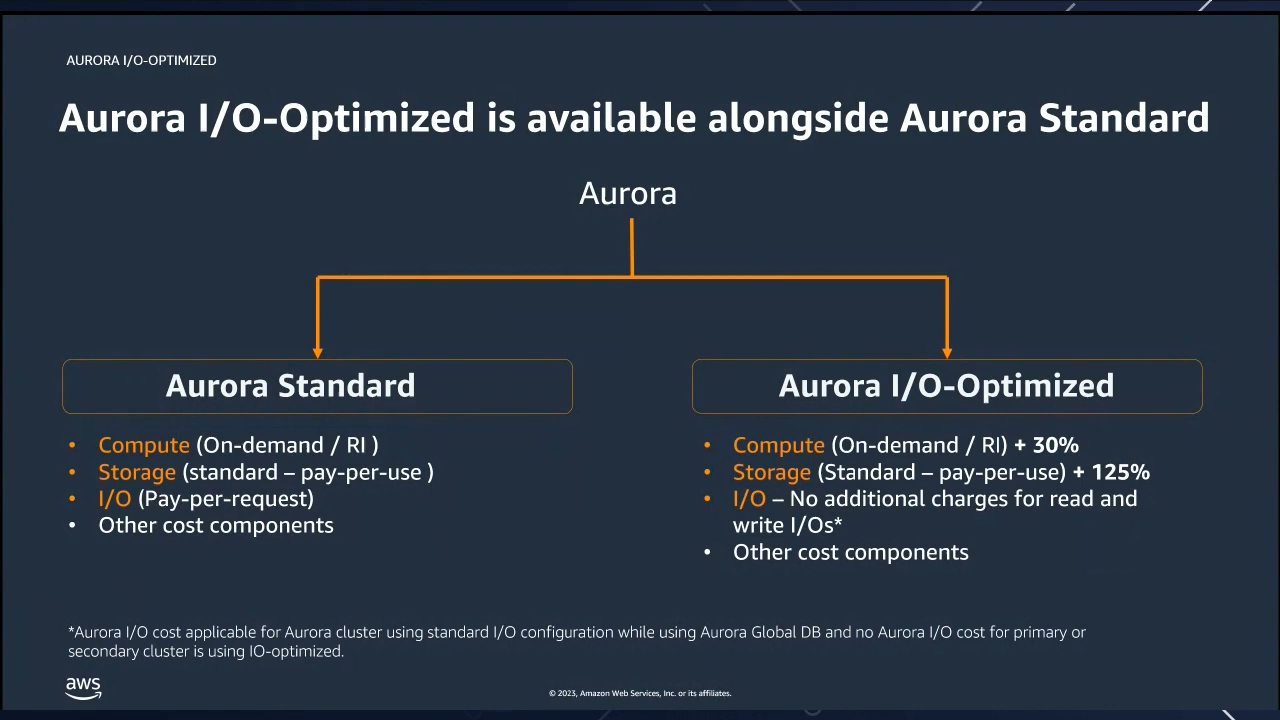 AURORA I/O-OPTIMIZED
Aurora I/O-Optimized is available alongside Aurora Standard
Aurora
Aurora Standard
• Compute (On-demand / RI )
• Storage (standard – pay-per-use )
• I/O (Pay-per-request)
• Other cost components
Aurora I/O-Optimized
• Compute (On-demand / RI) + 30%
• Storage (Standard – pay-per-use) + 125%
• I/O – No additional charges for read and
write I/Os*
• Other cost components
*Aurora I/O cost applicable for Aurora cluster using standard I/O configuration while using Aurora Global DB and no Aurora I/O cost for primary or
secondary cluster is using IO-optimized.
aws
© 2023, Amazon Web Services, Inc. or its affiliates.